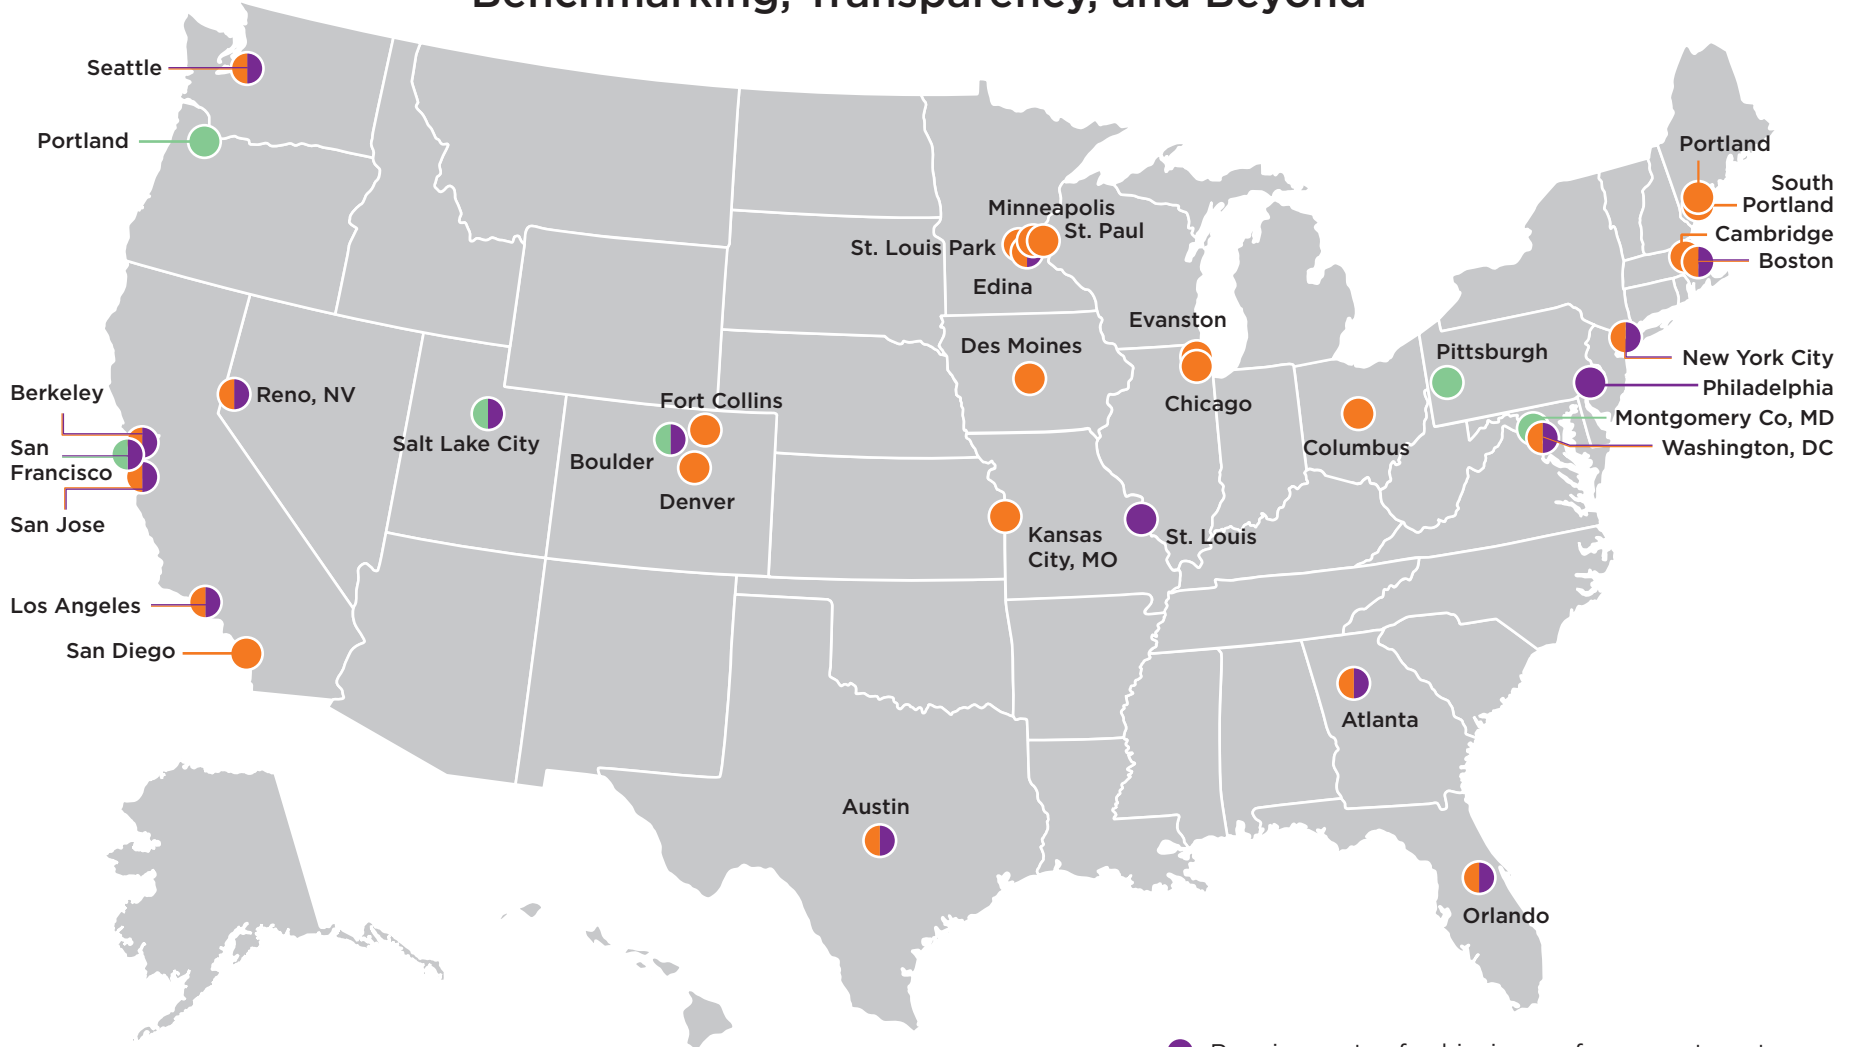 Benchmarking, Transparency, and Beyond
Seattle
Portland
Portland
South
Portland
Cambridge
Boston
Minneapolis
St. Paul
St. Louis Park
Edina
Evanston
Des Moines
Chicago
Pittsburgh
New York City
Philadelphia
Montgomery Co, MD
Washington, DC
Columbus
Berkeley
Reno, NV
San
Francisco
San Jose
Salt Lake City
Fort Collins
Boulder
Denver
Kansas
City, MO
St. Louis
Los Angeles
San Diego
Atlanta
Austin
Orlando